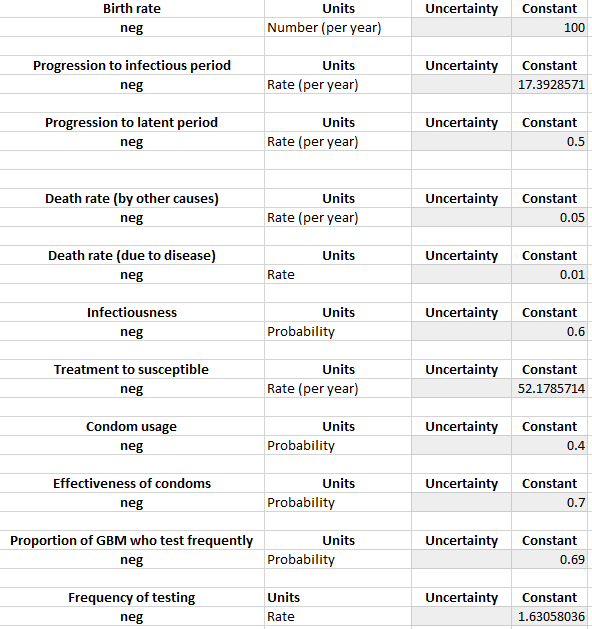 Birth rate Units Uncertainty Constant
neg Number (per year) 100
Progression to infectious period Units Uncertainty Constant
neg Rate (per year) 17.3928571
Progression to latent period Units Uncertainty Constant
neg Rate (per year) 0.5
Death rate (by other causes) Units Uncertainty Constant
neg Rate (per year) 0.05
Death rate (due to disease) Units Uncertainty Constant
neg Rate 0.01
Infectiousness Units Uncertainty Constant
neg Probability 0.6
Treatment to susceptible Units Uncertainty Constant
neg Rate (per year) 52.1785714
Condom usage Units Uncertainty Constant
neg Probability 0.4
Effectiveness of condoms Units Uncertainty Constant
neg Probability 0.7
Proportion of GBM who test frequently Units Uncertainty Constant
neg Probability 0.69
Frequency of testing Units Uncertainty Constant
neg Rate 1.63058036